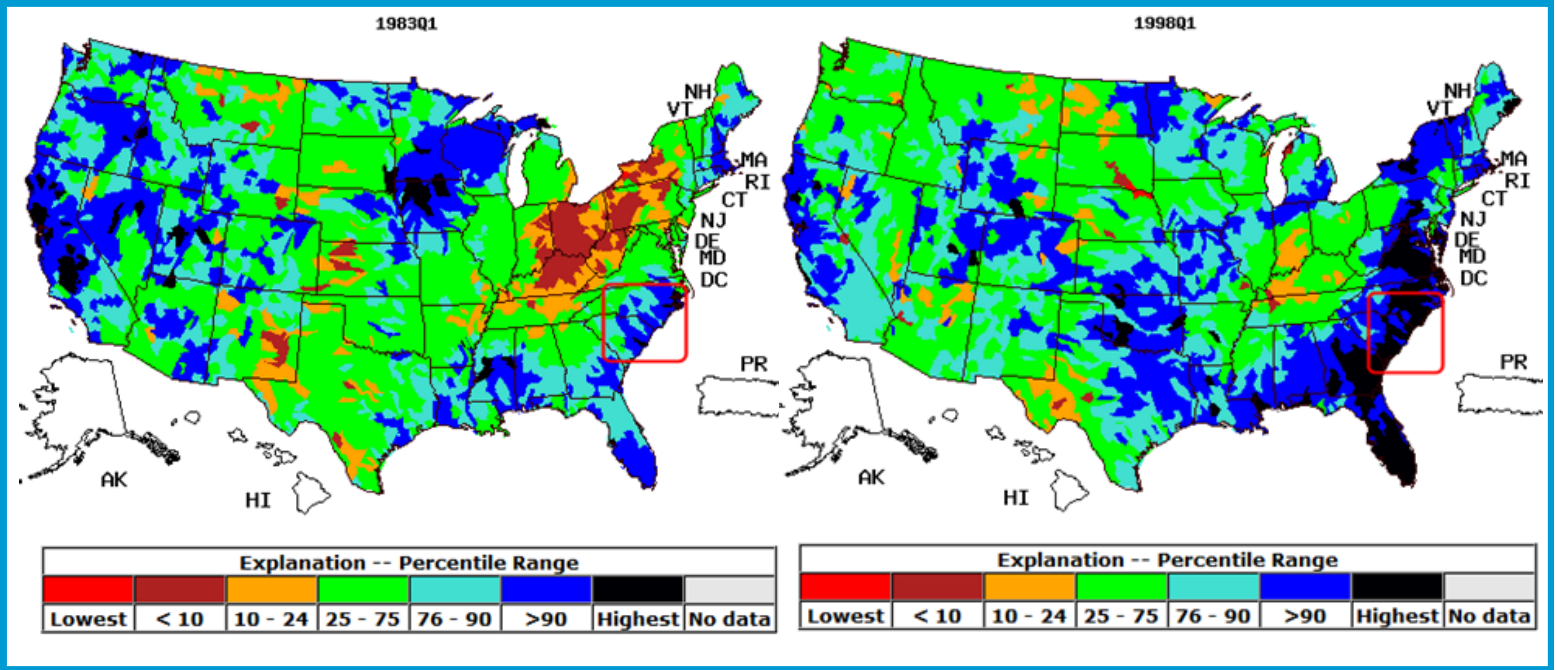 1983Q1
NH
VT
MA
RI
CT
NJ
DE
MD
DC
PR
AK
HI
Explanation -- Percentile Range
Lowest < 10 10 - 24 25 - 75 76 - 90 >90 Highest No data
1998Q1
NH
VT
MA
RI
CT
NJ
DE
MD
DC
PR
AK
HI
Explanation -- Percentile Range
Lowest < 10 10 - 24 25 - 75 76 - 90 >90 Highest No data